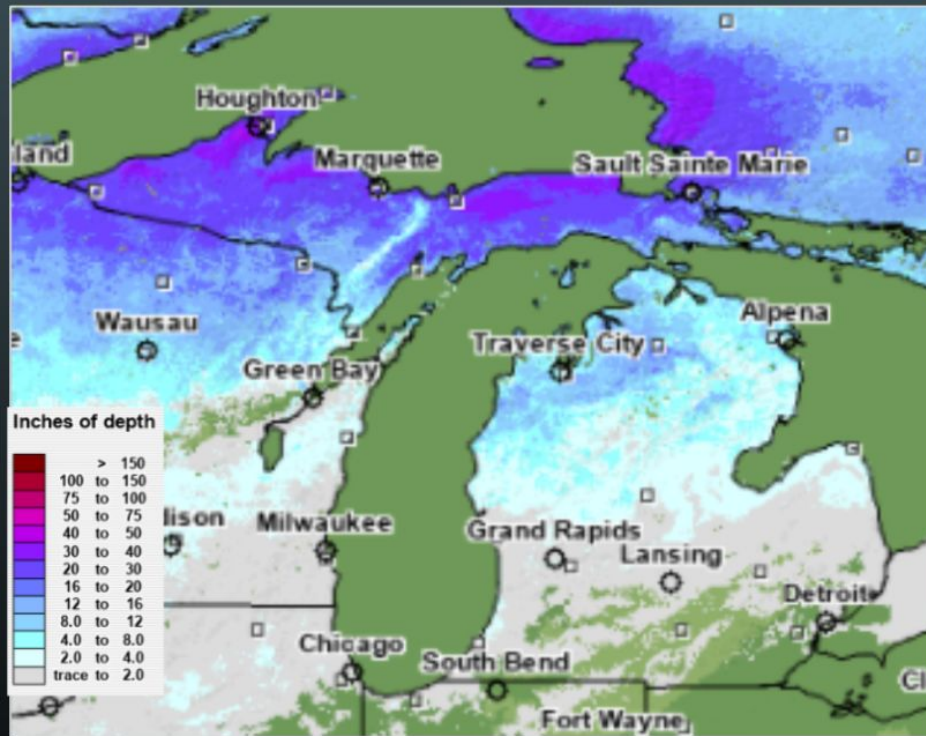 Houghton
land
Marquette
Sault Sainte Marie
Wausau
e
Alpena
Traverse City
Green Bay
Inches of depth
> 150
100 to 150
75 to 100
50 to 75
40 to 50
30 to 40
20 to 30
16 to 20
12 to 16
8.0 to 12
4.0 to 8.0
2.0 to 4.0
trace to 2.0
lison
Milwaukee
Grand Rapids
Lansing
Detroit
Chicago
South Bend
Cl
Fort Wayne